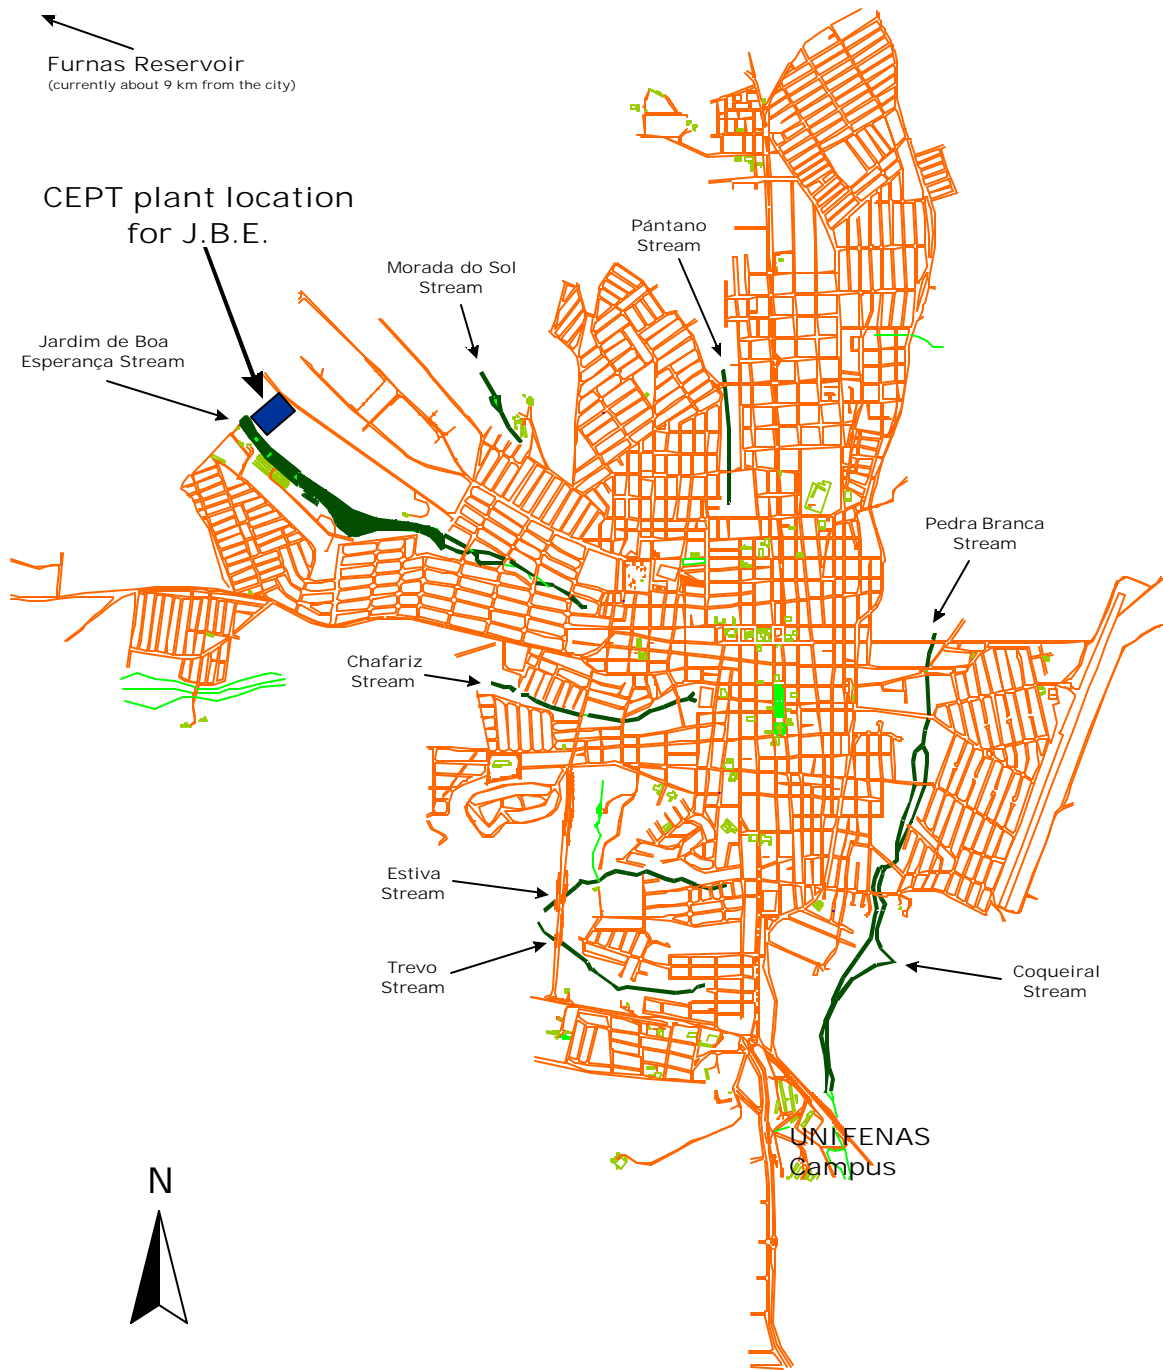 Furnas Reservoir
(currently about 9 km from the city)
CEPT plant location
for J.B.E.
Pántano
Stream
Morada do Sol
Stream
Jardim de Boa
Esperança Stream
Pedra Branca
Stream
Chafariz
Stream
Estiva
Stream
Trevo
Stream
Coqueiral
Stream
UNIFENAS
Campus
N